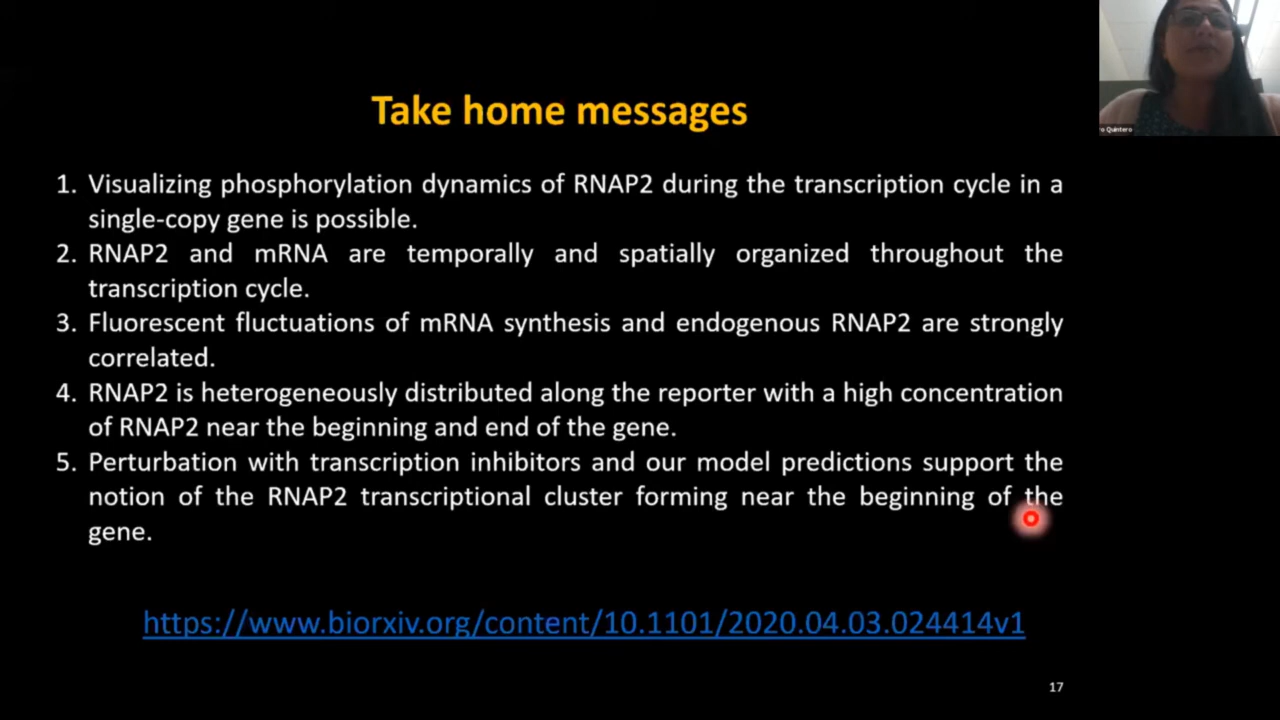 Take home messages
1. Visualizing phosphorylation dynamics of RNAP2 during the transcription cycle in a
single-copy gene is possible.
2. RNAP2 and mRNA are temporally and spatially organized throughout the
transcription cycle.
3. Fluorescent fluctuations of mRNA synthesis and endogenous RNAP2 are strongly
correlated.
4. RNAP2 is heterogeneously distributed along the reporter with a high concentration
of RNAP2 near the beginning and end of the gene.
5. Perturbation with transcription inhibitors and our model predictions support the
notion of the RNAP2 transcriptional cluster forming near the beginning of the
gene.
https://www.biorxiv.org/content/10.1101/2020.04.03.024414v1
17
ro Quintero